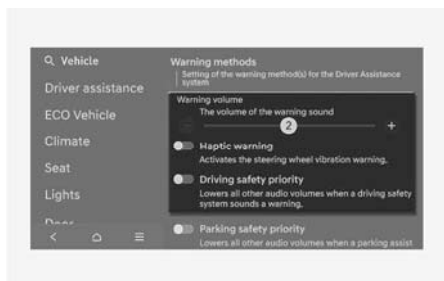 Vehicle
Driver assistance
ECO Vehicle
Climate
Seat
Lights
Door
Warning methods
Setting of the warning method(s) for the Driver Assistance
system
Warning volume
The volume of the warning sound
2
+
Haptic warning
Activates the steering wheel vibration warning.
Driving safety priority
Lowers all other audio volumes when a driving safety
system sounds a warning.
Parking safety priority
Lowers all other audio volumes when a parking assist